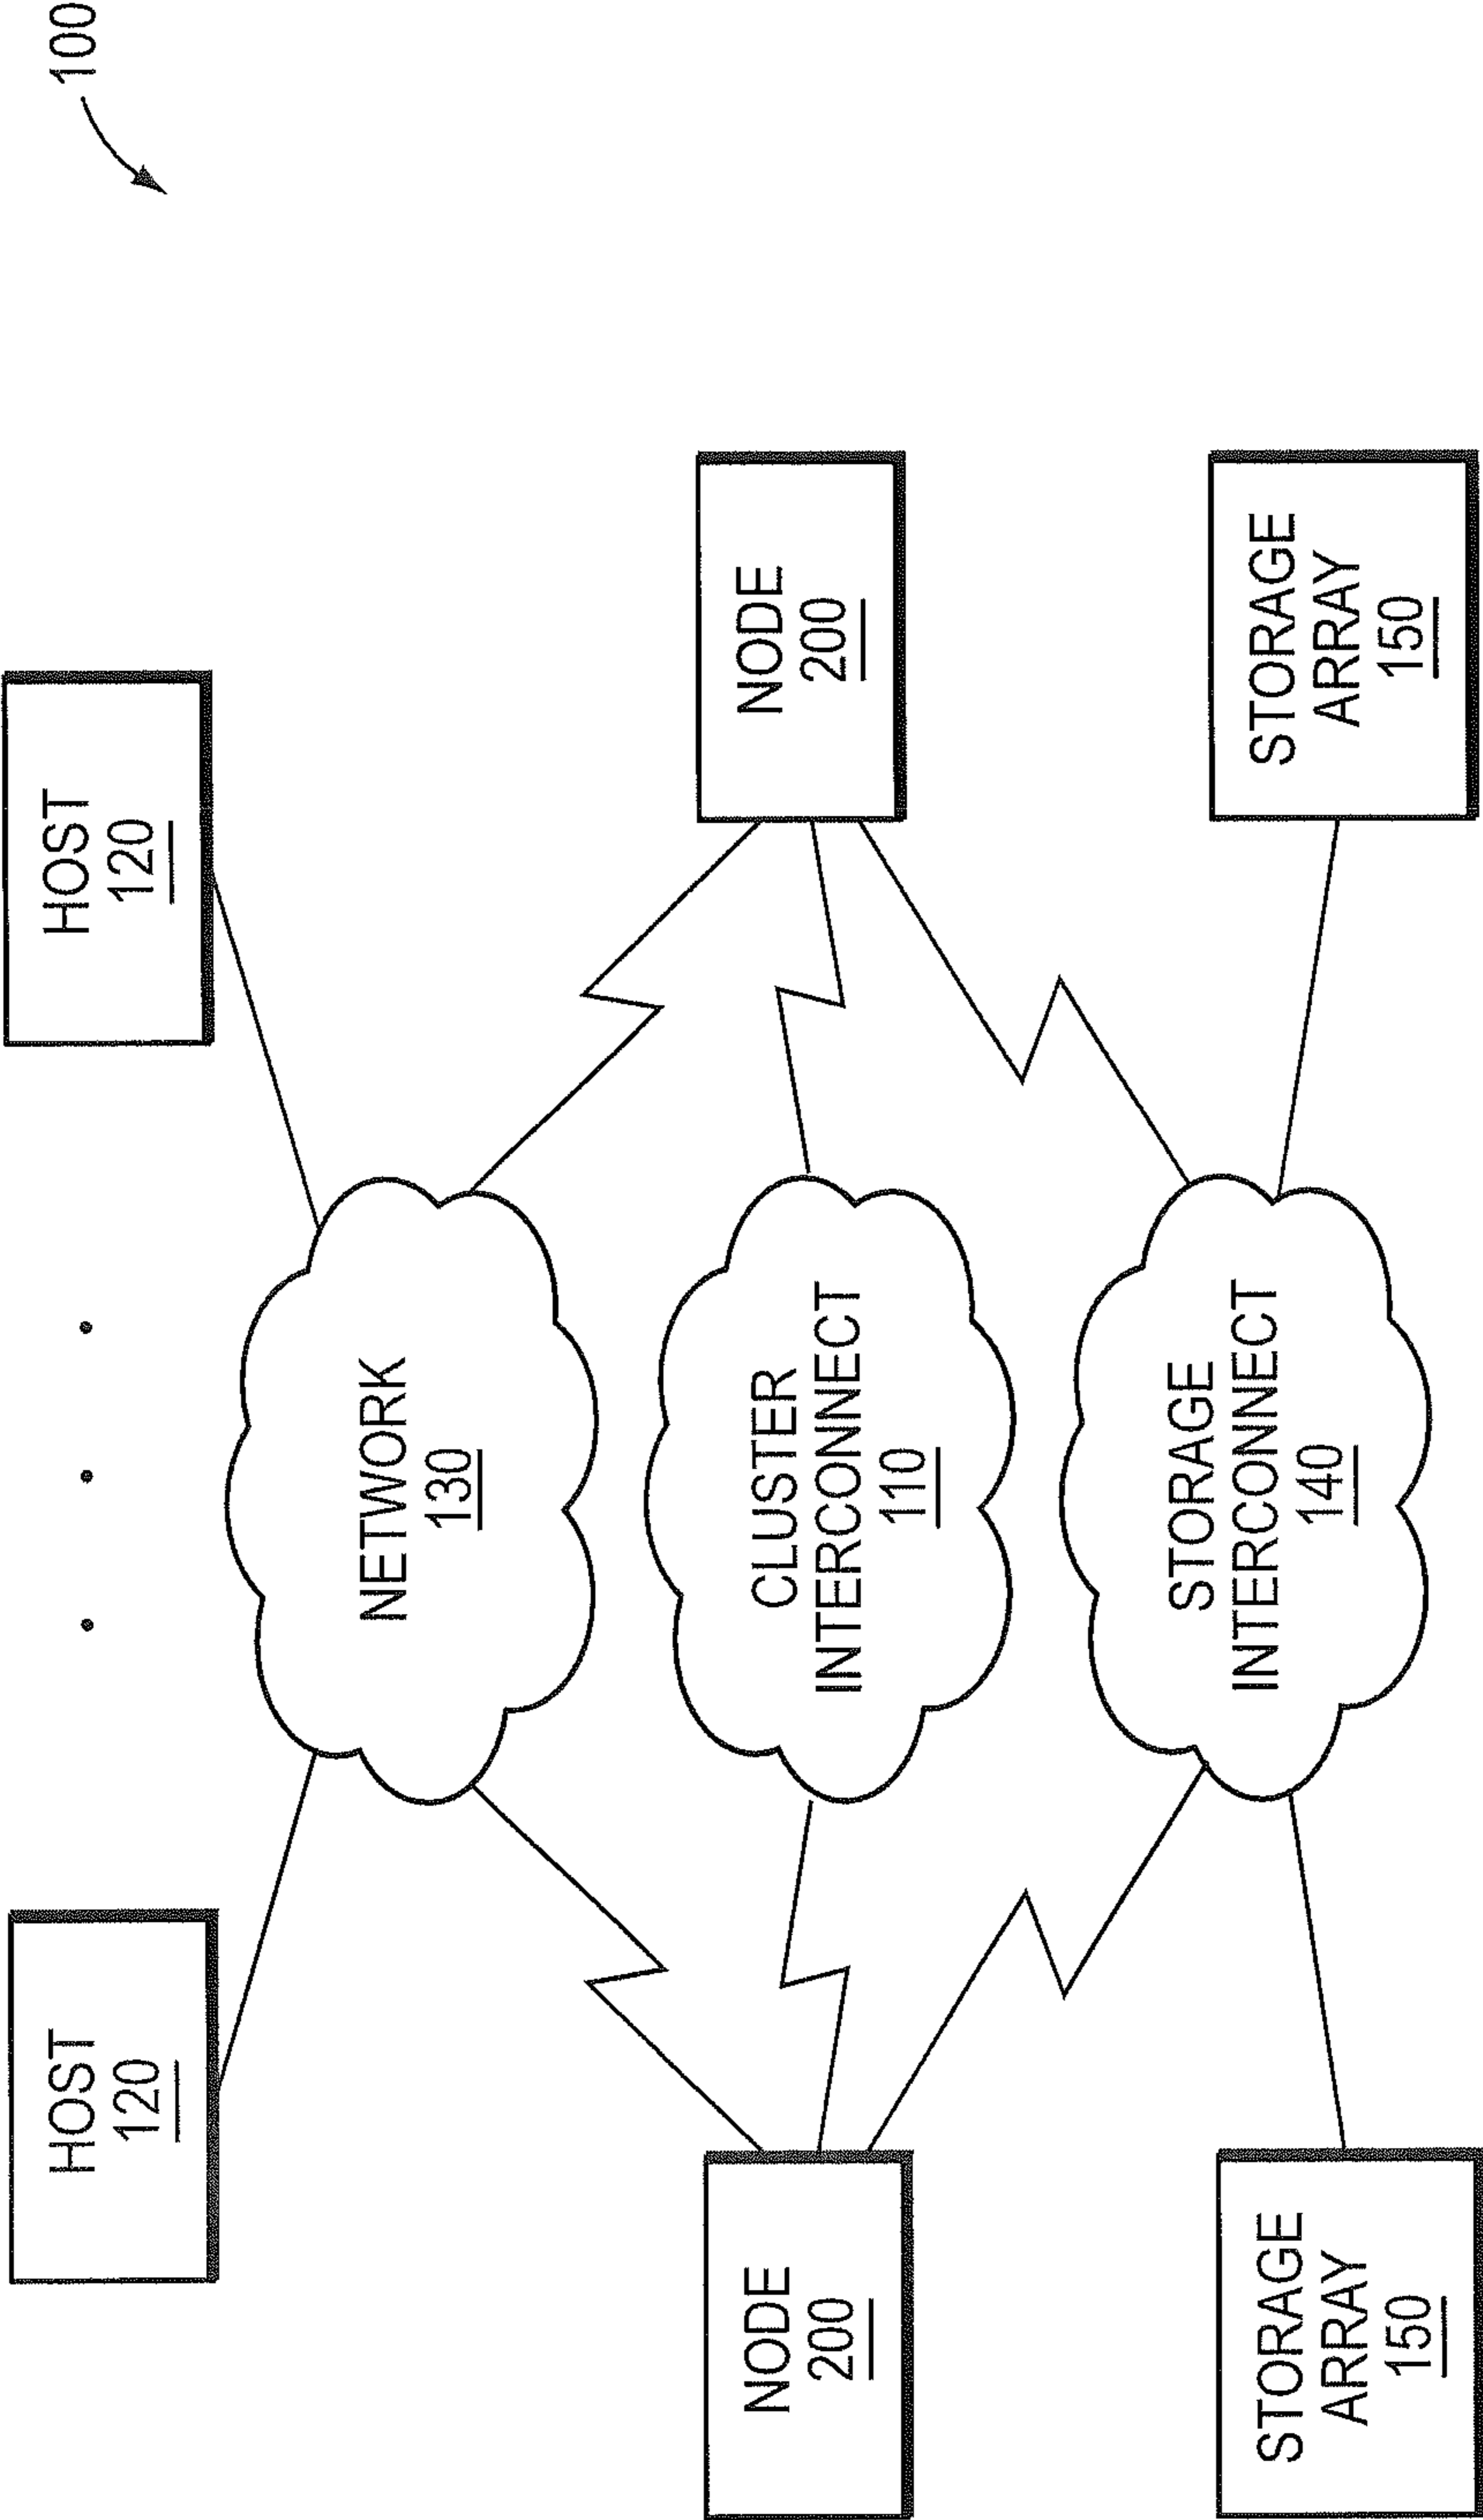 100
HOST
120
HOST
120
NETWORK
130
NODE
200
CLUSTER
INTERCONNECT
110
NODE
200
STORAGE
INTERCONNECT
140
STORAGE
ARRAY
150
STORAGE
ARRAY
150